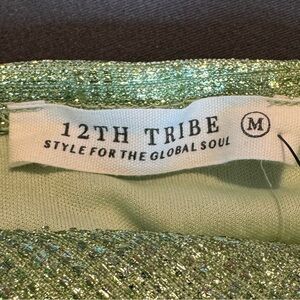 12TH TRIBE M
STYLE FOR THE GLOBAL SOUL